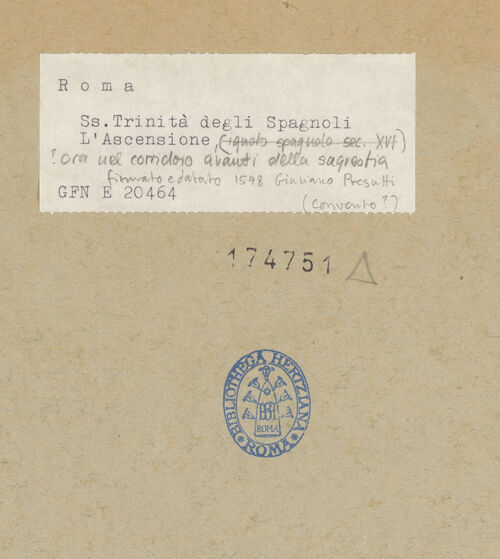 Roma
Ss.Trinità degli Spagnoli
L'Ascensione,(ignoto spagnolo sec. XVI)
! ora nel corridoio avanti della sagrestia
firmato e datato 1548 Giuliano Presutti
GFN E 20464
(convento?)
174751
BIBLIOTHECA HERTZIANA
ROMA
ROMA